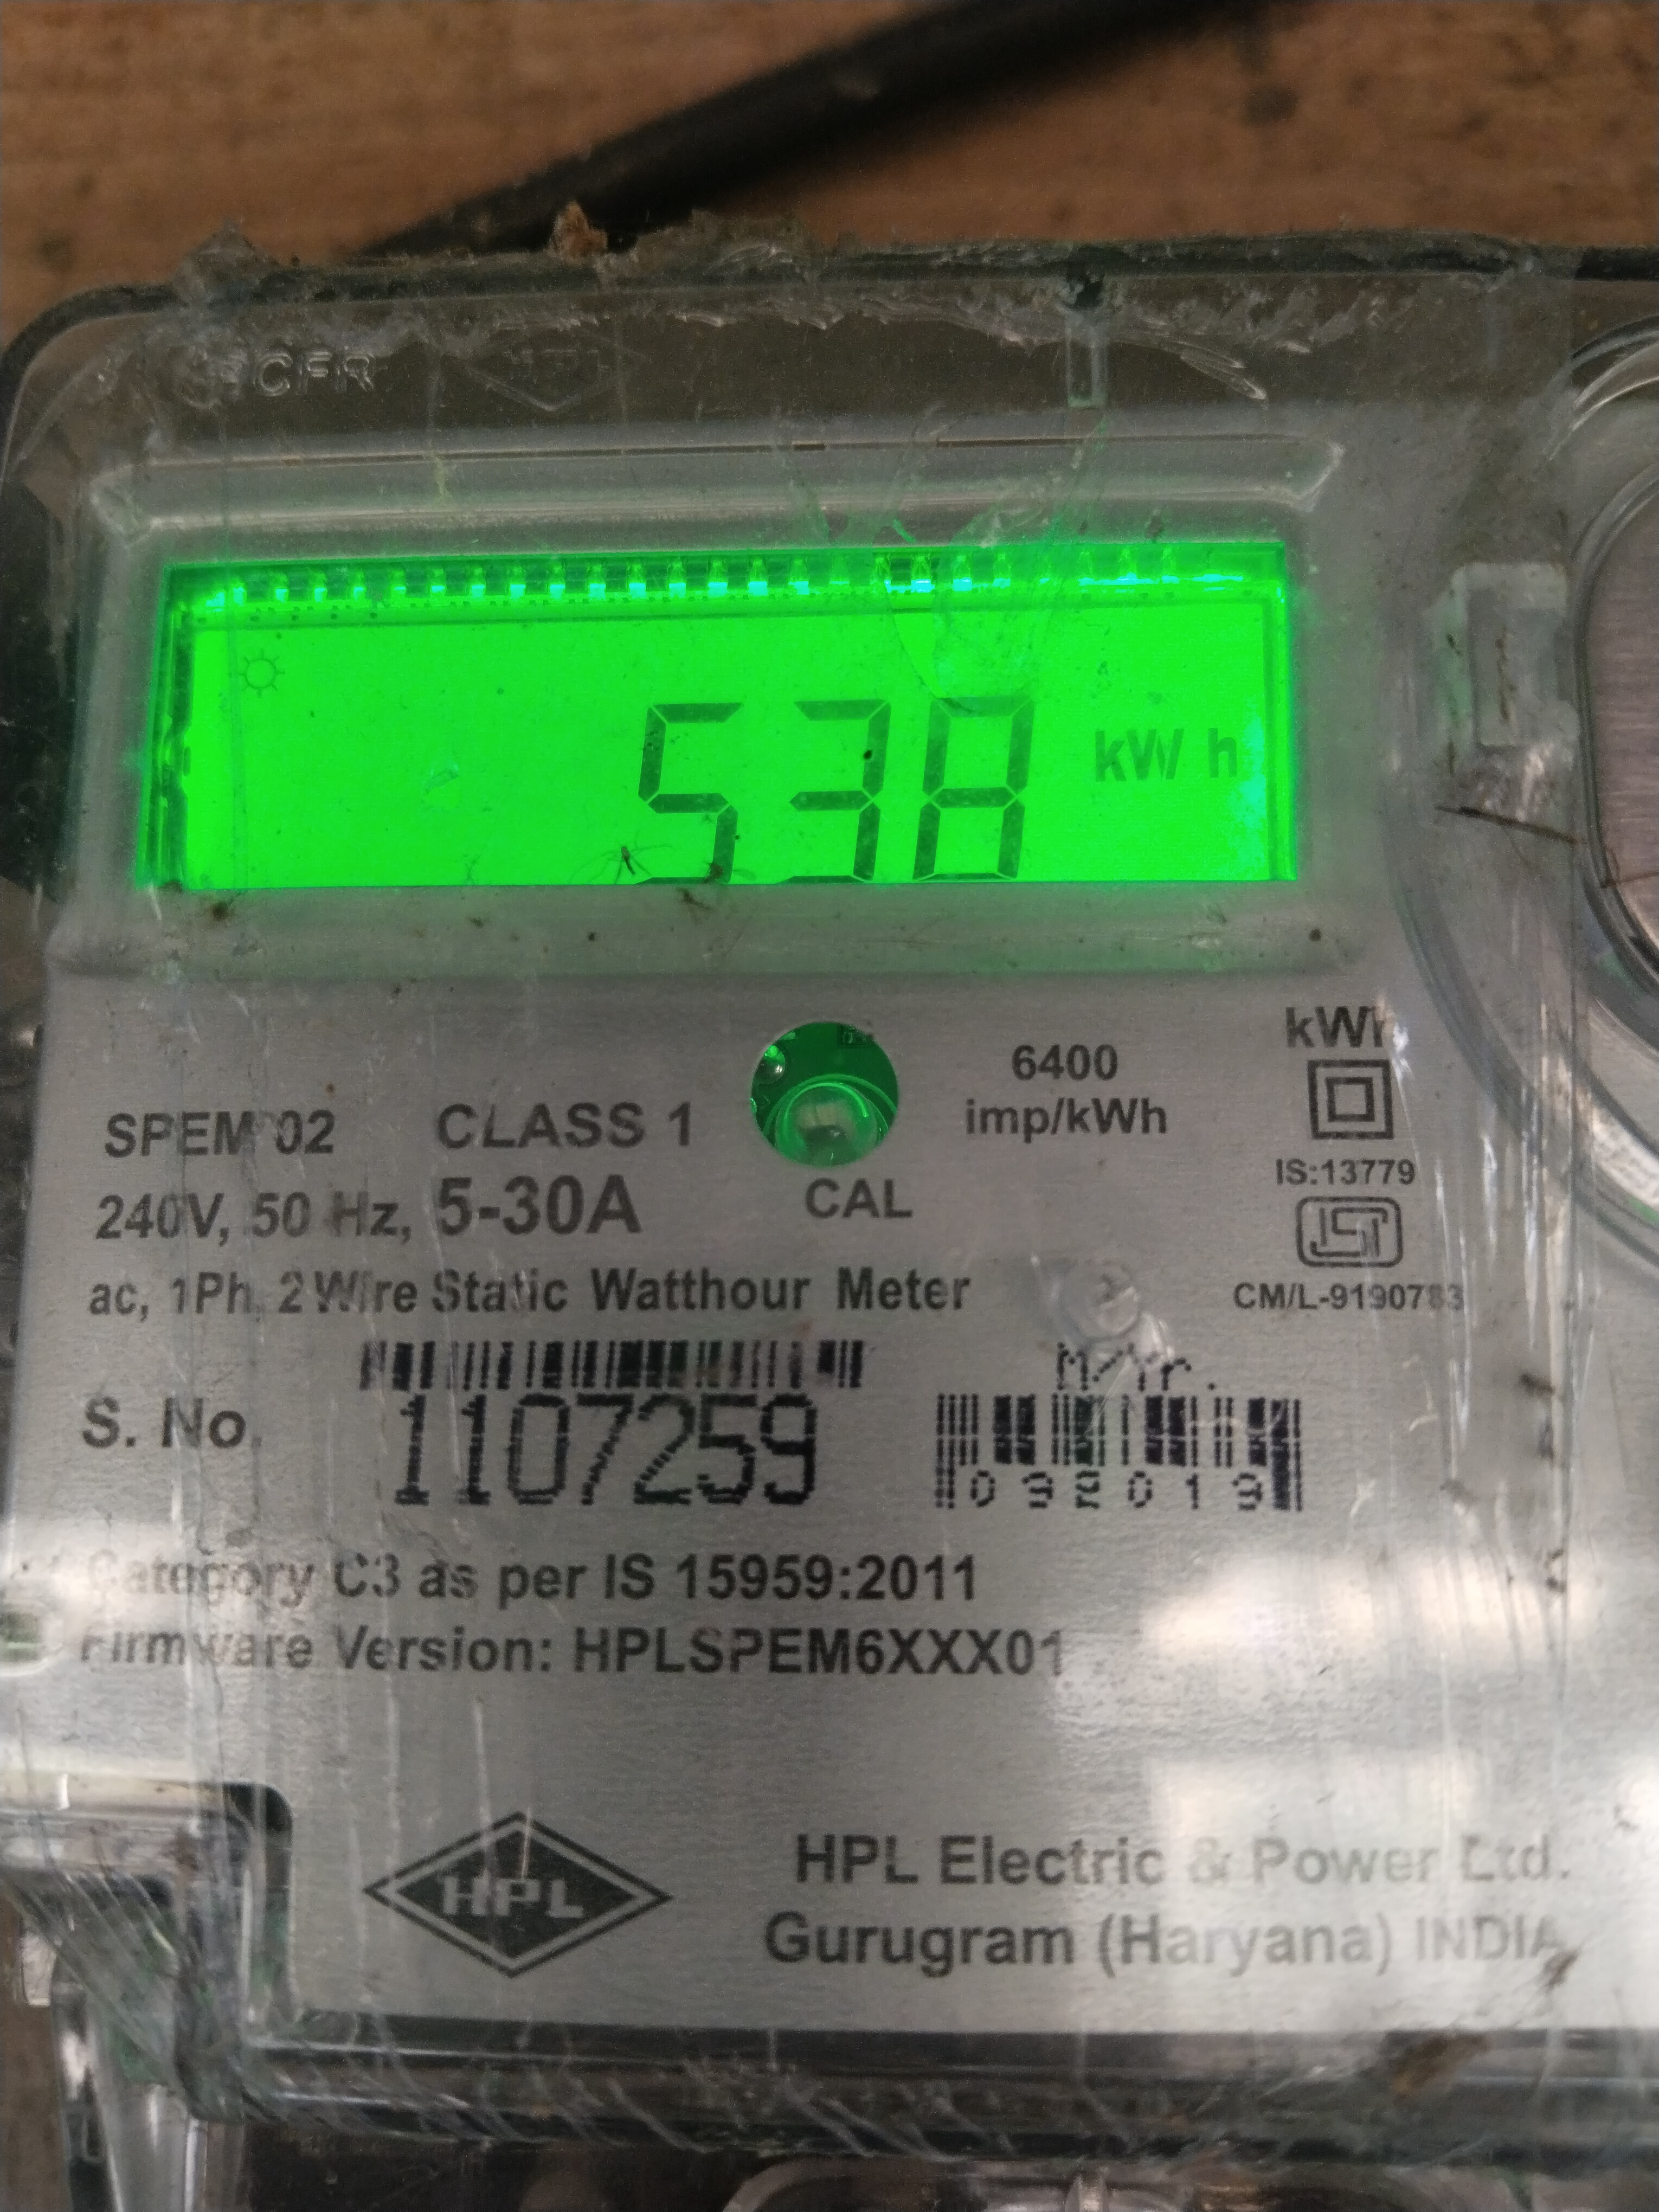 538 kWh
kWh
6400
imp/kWh
SPEM 02 CLASS 1
IS:13779
240V, 50 Hz, 5-30A CAL
ac, 1Ph, 2 Wire Static Watthour Meter
CM/L-9190783
M/Yr.
S. No. 1107259
092019
Category C3 as per IS 15959:2011
Firmware Version: HPLSPEM6XXX01
HPL
HPL Electric & Power Ltd.
Gurugram (Haryana) INDIA